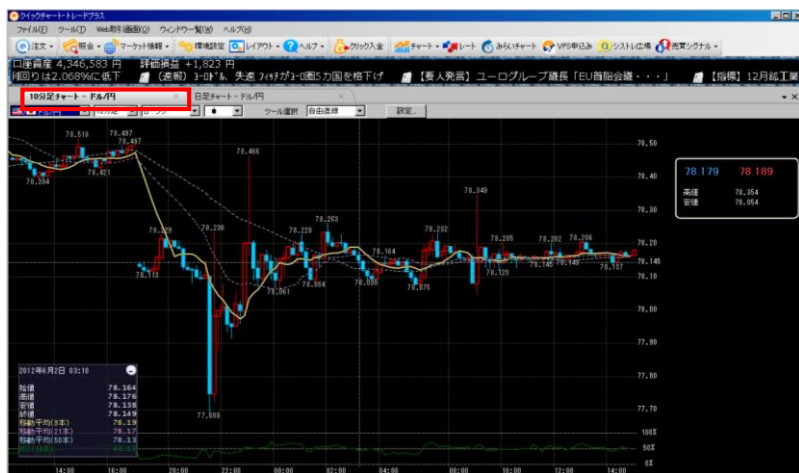 クイックチャート・トレードプラス
ファイル(F) ツール(T) Web取引画面(O) ウィンドウ一覧(W) ヘルプ(H)
注文 照会 マーケット情報 環境設定 レイアウト ヘルプ クリック入金 チャート レート みらいチャート VPS申込み シストレ広場 売買シグナル
口座資産 4,346,583 円 評価損益 +1,823 円
利回りは2.068%に低下 (速報) ﾕｰﾛﾄﾞﾙ、失速 ﾌｨｯﾁがﾕｰﾛ圏5カ国を格下げ 【要人発言】ユーログループ議長「EU首脳会議・・・」 【指標】12月鉱工業
10分足チャート - ドル/円 日足チャート - ドル/円
ドル/円 10分足 ツール選択 自由直線 設定...
78.518 78.497
78.497
78.421
78.466
78.349
78.236
78.263
78.228
78.202
78.205
78.202
78.206
78.113
78.061
78.004
78.090
78.164
78.075
78.128
78.145
78.149
78.137
78.50
78.40
78.30
78.20
78.145
78.10
78.00
77.90
77.80
77.70
100%
50%
0%
78.179 78.189
高値 78.354
安値 78.054
2012年6月2日 03:10
始値 78.164
高値 78.176
安値 78.138
終値 78.149
移動平均(9本) 78.19
移動平均(21本) 78.17
移動平均(50本) 78.13
14:00 16:00 20:00 22:00 00:00 02:00 04:00 08:00 10:00 12:00 14:00